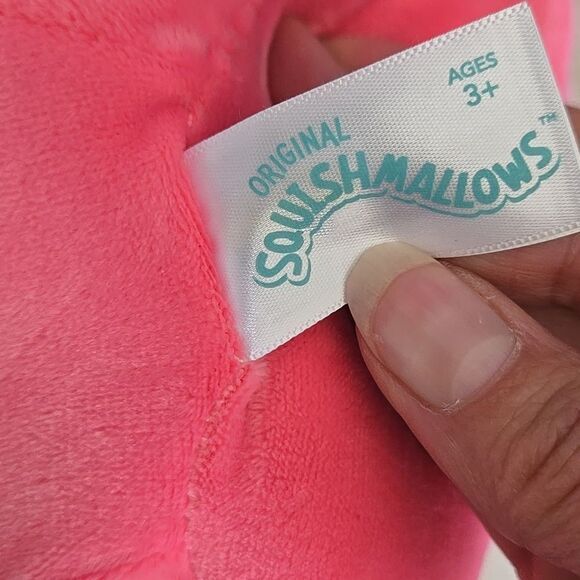 AGES
3+
ORIGINAL
SQUISHMALLOWS™